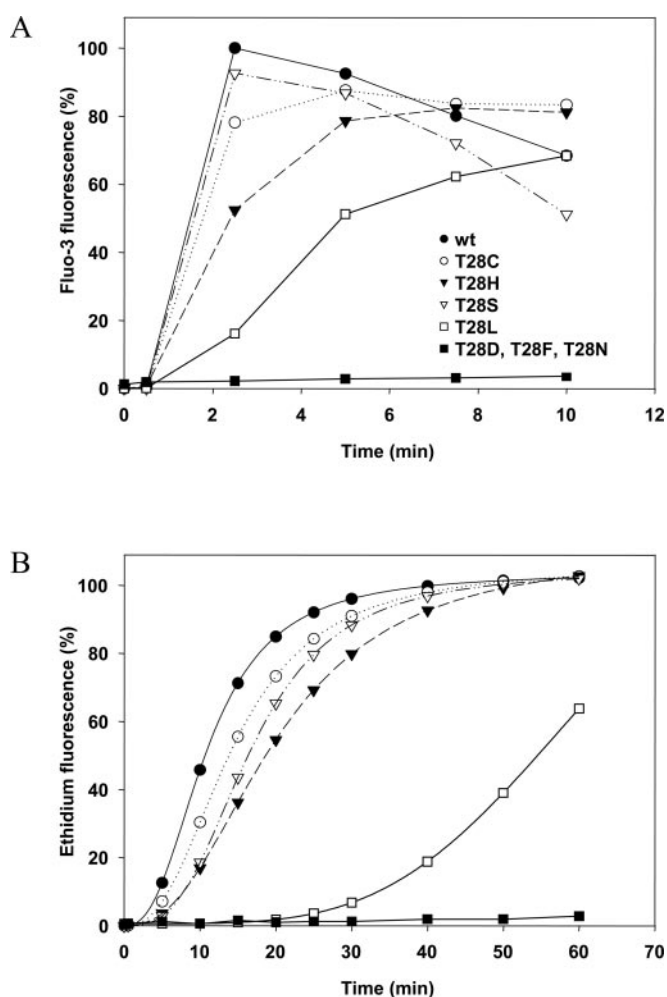 A
100
80
60
40
20
0
Fluo-3 fluorescence (%)
wt
T28C
T28H
T28S
T28L
T28D, T28F, T28N
0 2 4 6 8 10 12
Time (min)
B
100
80
60
40
20
0
Ethidium fluorescence (%)
0 10 20 30 40 50 60 70
Time (min)